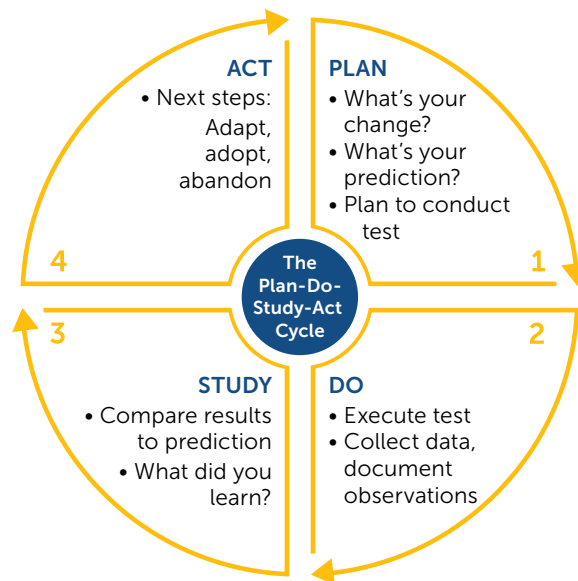 PLAN
• What’s your
change?
• What’s your
prediction?
• Plan to conduct
test
1
2
DO
• Execute test
• Collect data,
document
observations
3
STUDY
• Compare results
to prediction
• What did you
learn?
ACT
• Next steps:
Adapt,
adopt,
abandon
4
The
Plan-Do-
Study-Act
Cycle